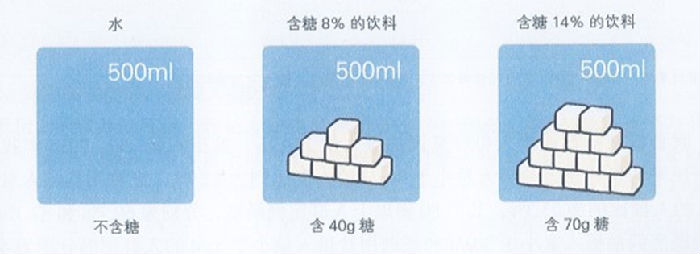 水
500ml
不含糖
含糖 8% 的饮料
500ml
含 40g 糖
含糖 14% 的饮料
500ml
含 70g 糖